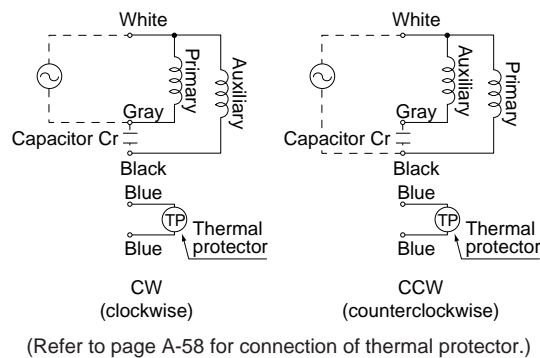 White
Primary
Auxiliary
Gray
Capacitor Cr
Black
Blue
TP
Thermal
protector
Blue
CW
(clockwise)
White
Auxiliary
Primary
Gray
Capacitor Cr
Black
Blue
TP
Thermal
protector
Blue
CCW
(counterclockwise)
(Refer to page A-58 for connection of thermal protector.)